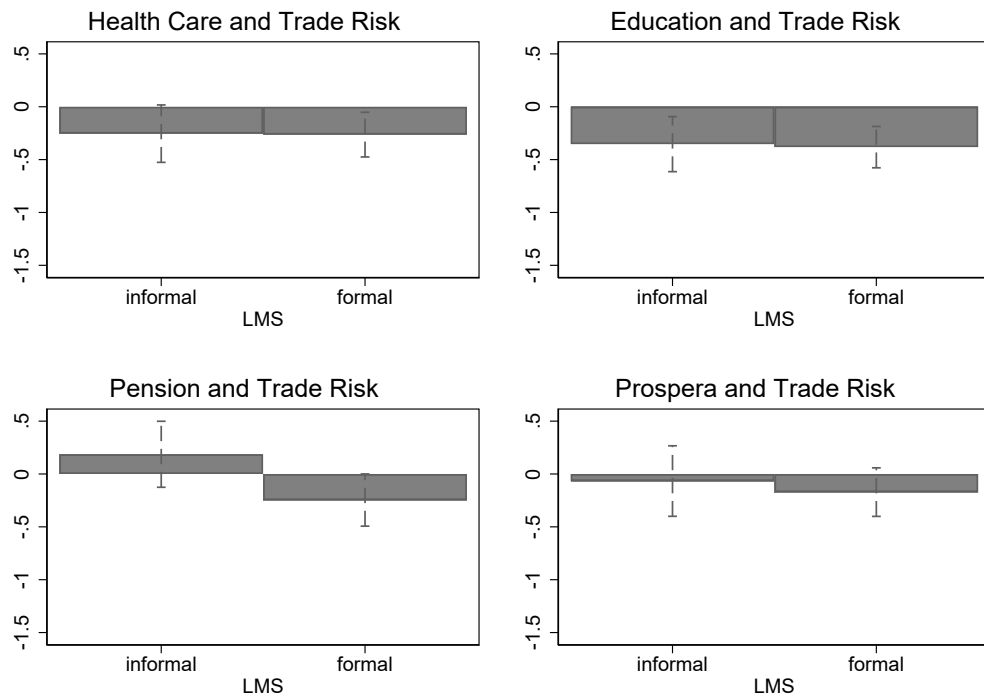 Health Care and Trade Risk
.5
0
-.5
-1
-1.5
informal formal
LMS
Education and Trade Risk
.5
0
-.5
-1
-1.5
informal formal
LMS
Pension and Trade Risk
.5
0
-.5
-1
-1.5
informal formal
LMS
Prospera and Trade Risk
.5
0
-.5
-1
-1.5
informal formal
LMS